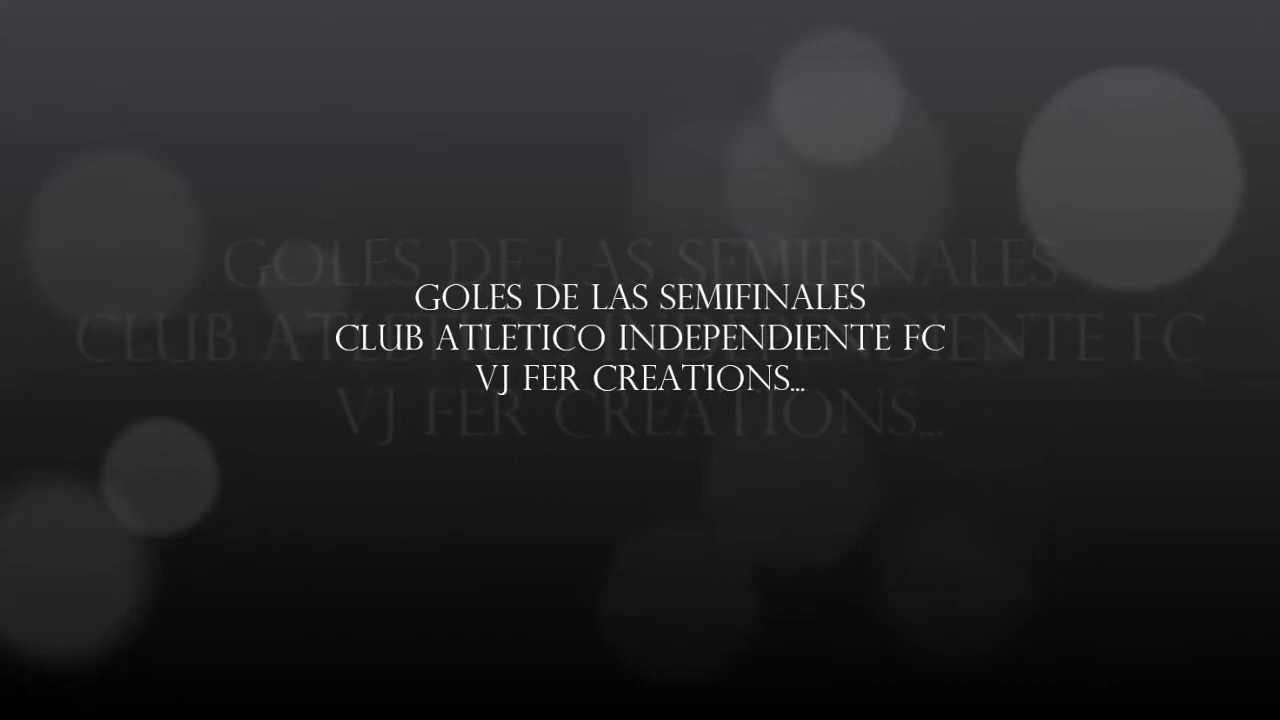 GOLES DE LAS SEMIFINALES
CLUB ATLETICO INDEPENDIENTE FC
VJ FER CREATIONS...